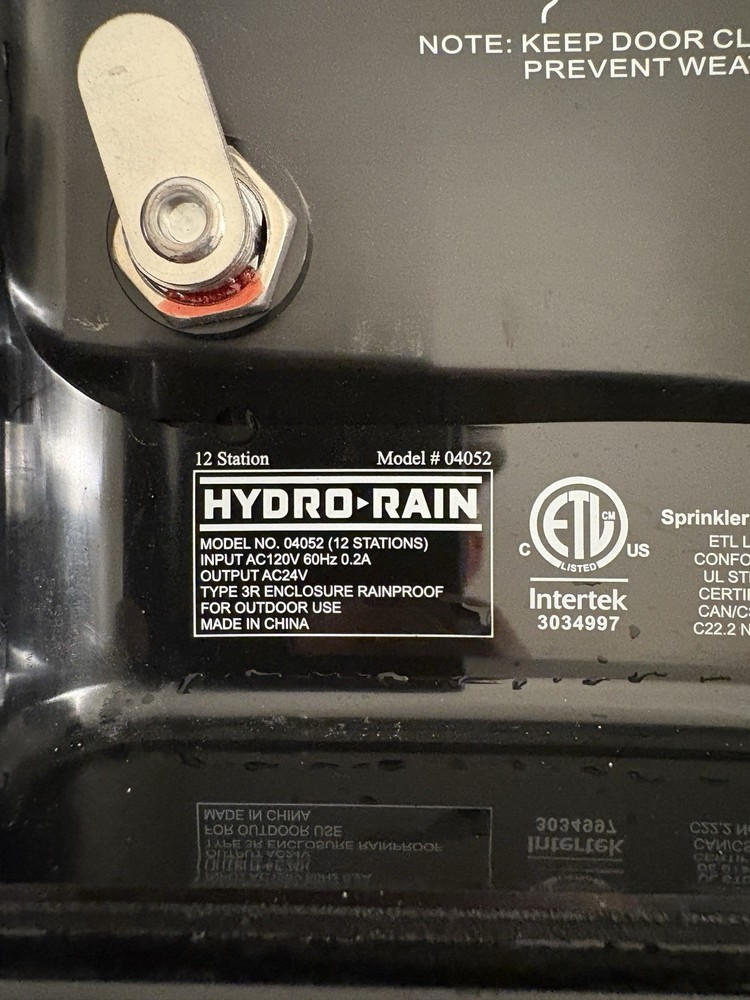 NOTE: KEEP DOOR CL
PREVENT WEA
12 Station Model # 04052
HYDRO▸RAIN
MODEL NO. 04052 (12 STATIONS)
INPUT AC120V 60Hz 0.2A
OUTPUT AC24V
TYPE 3R ENCLOSURE RAINPROOF
FOR OUTDOOR USE
MADE IN CHINA
ETL CM
LISTED
C US
Intertek
3034997
Sprinkler
ETL L
CONFO
UL ST
CERTI
CAN/C
C22.2 N